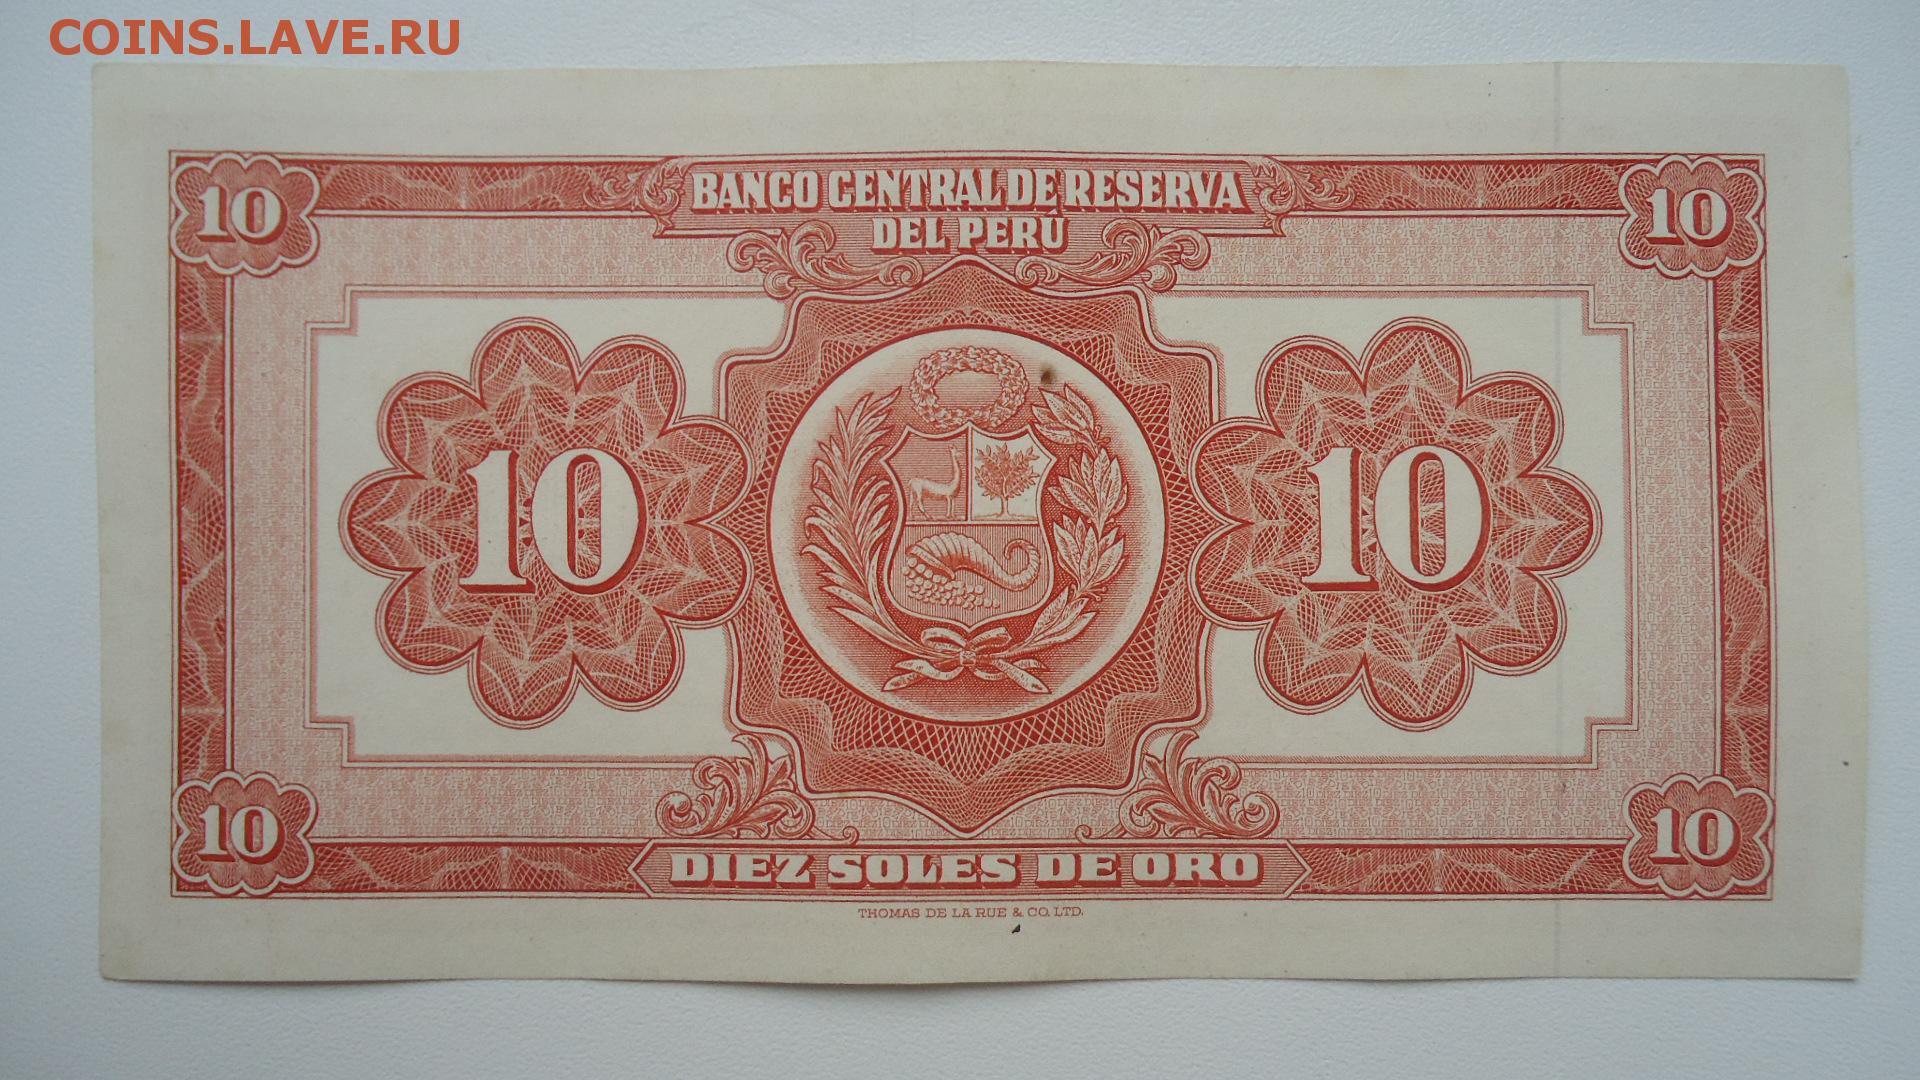 COINS.LAVE.RU
BANCO CENTRAL DE RESERVA
DEL PERÚ
10
10
10
10
10
10
DIEZ SOLES DE ORO
THOMAS DE LA RUE & CO. LTD.